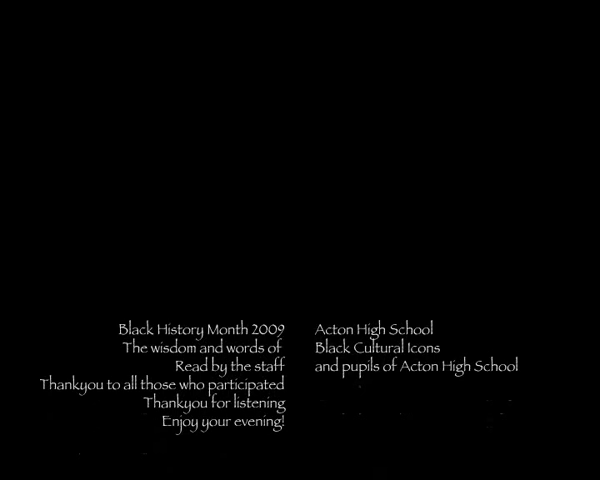 Black History Month 2009 Acton High School
The wisdom and words of Black Cultural Icons
Read by the staff and pupils of Acton High School
Thankyou to all those who participated
Thankyou for listening
Enjoy your evening!